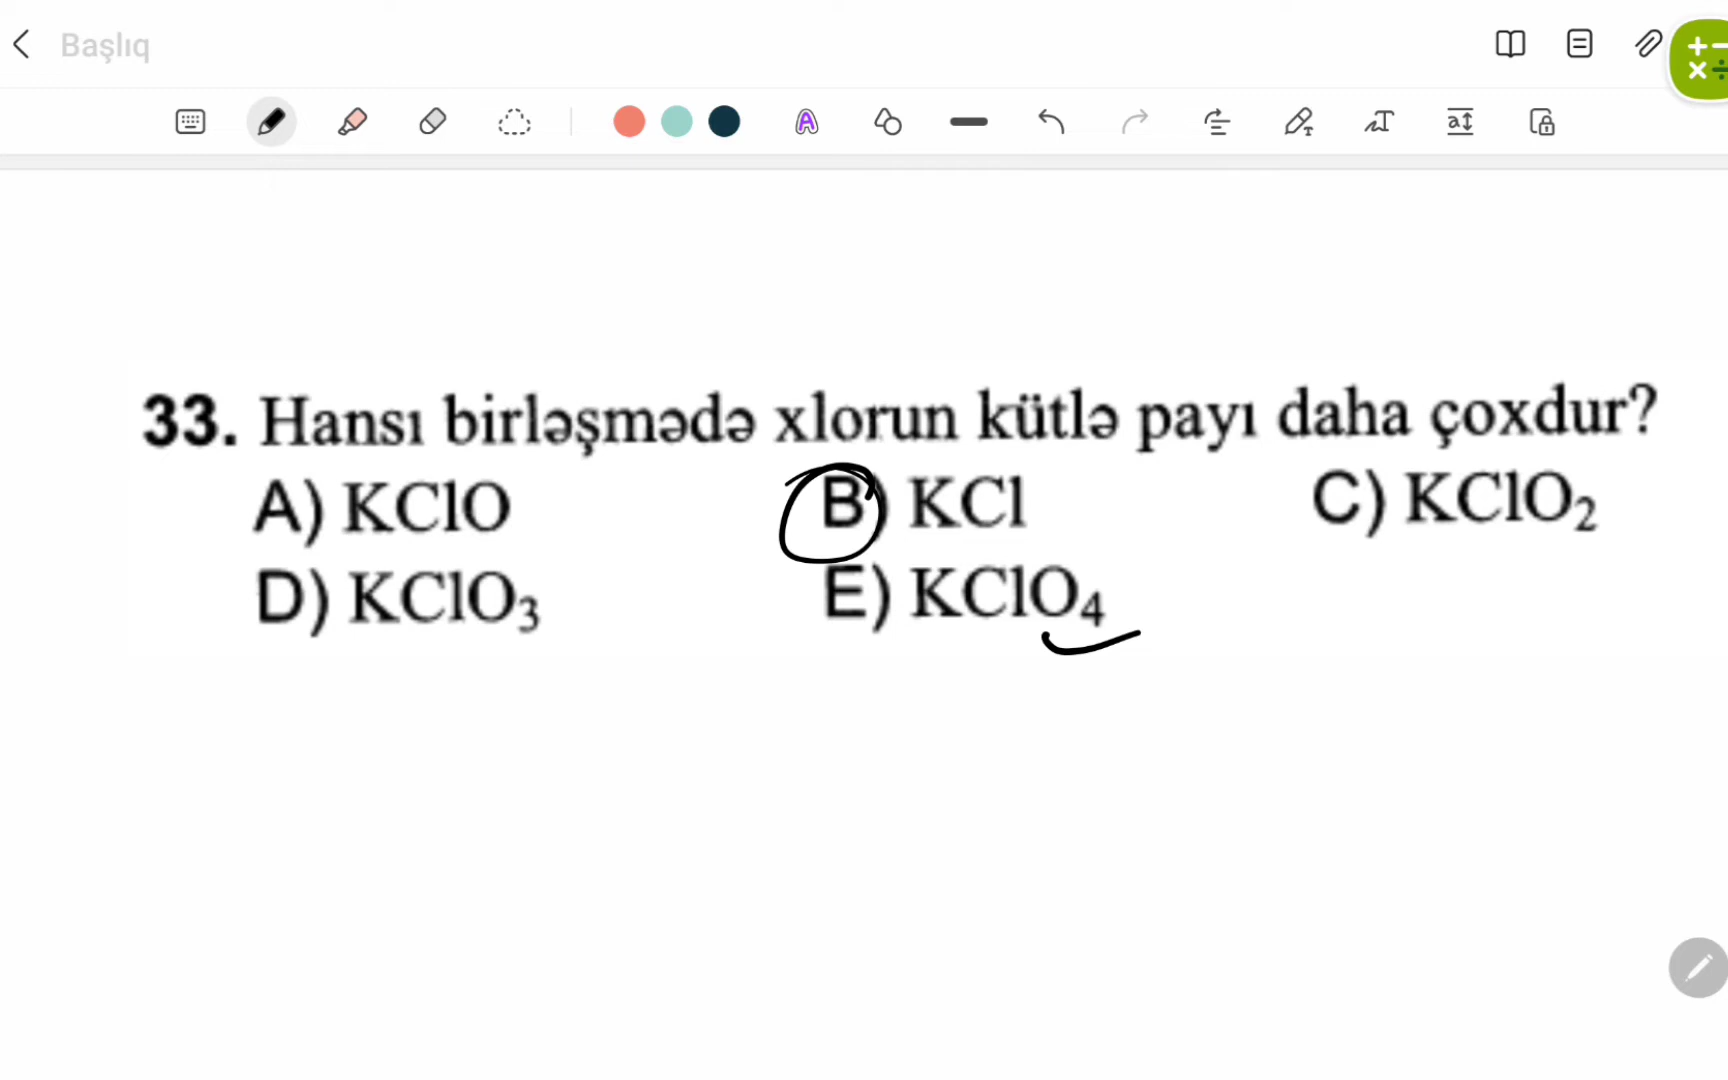 Başlıq
33. Hansı birləşmədə xlorun kütlə payı daha çoxdur?
A) KClO B) KCl C) KClO₂
D) KClO₃ E) KClO₄